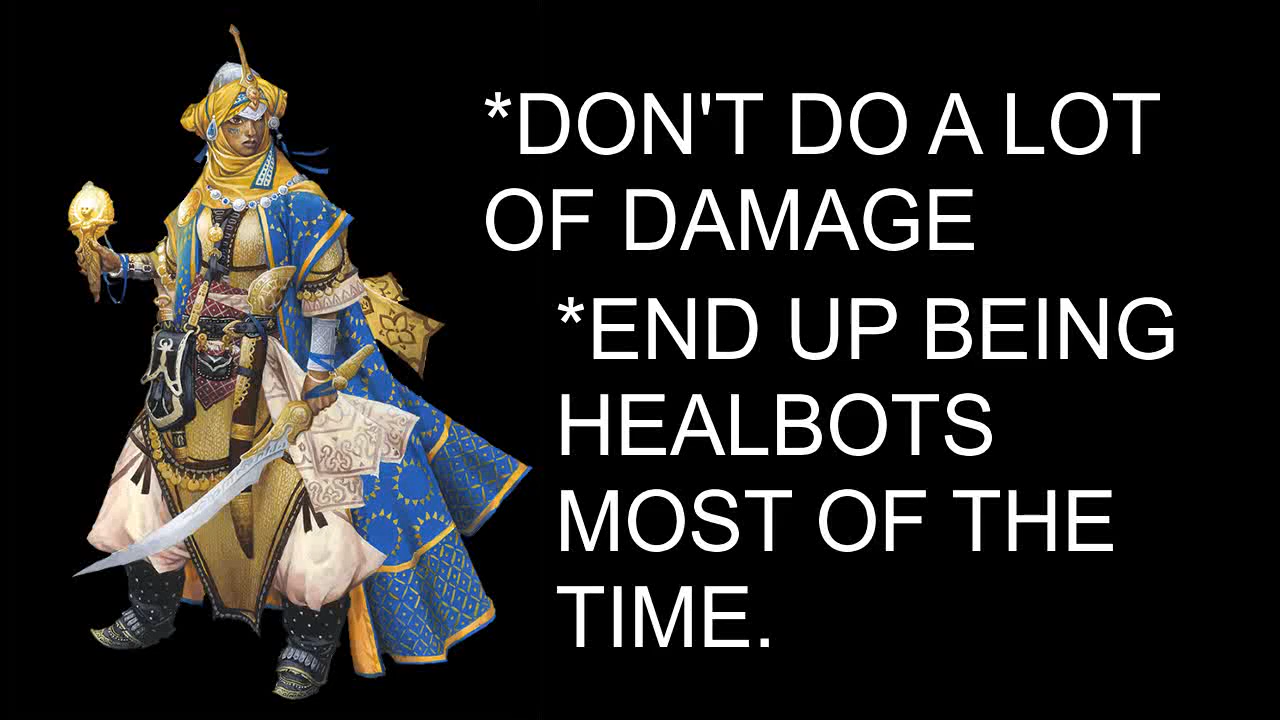 *DON'T DO A LOT
OF DAMAGE
*END UP BEING
HEALBOTS
MOST OF THE
TIME.